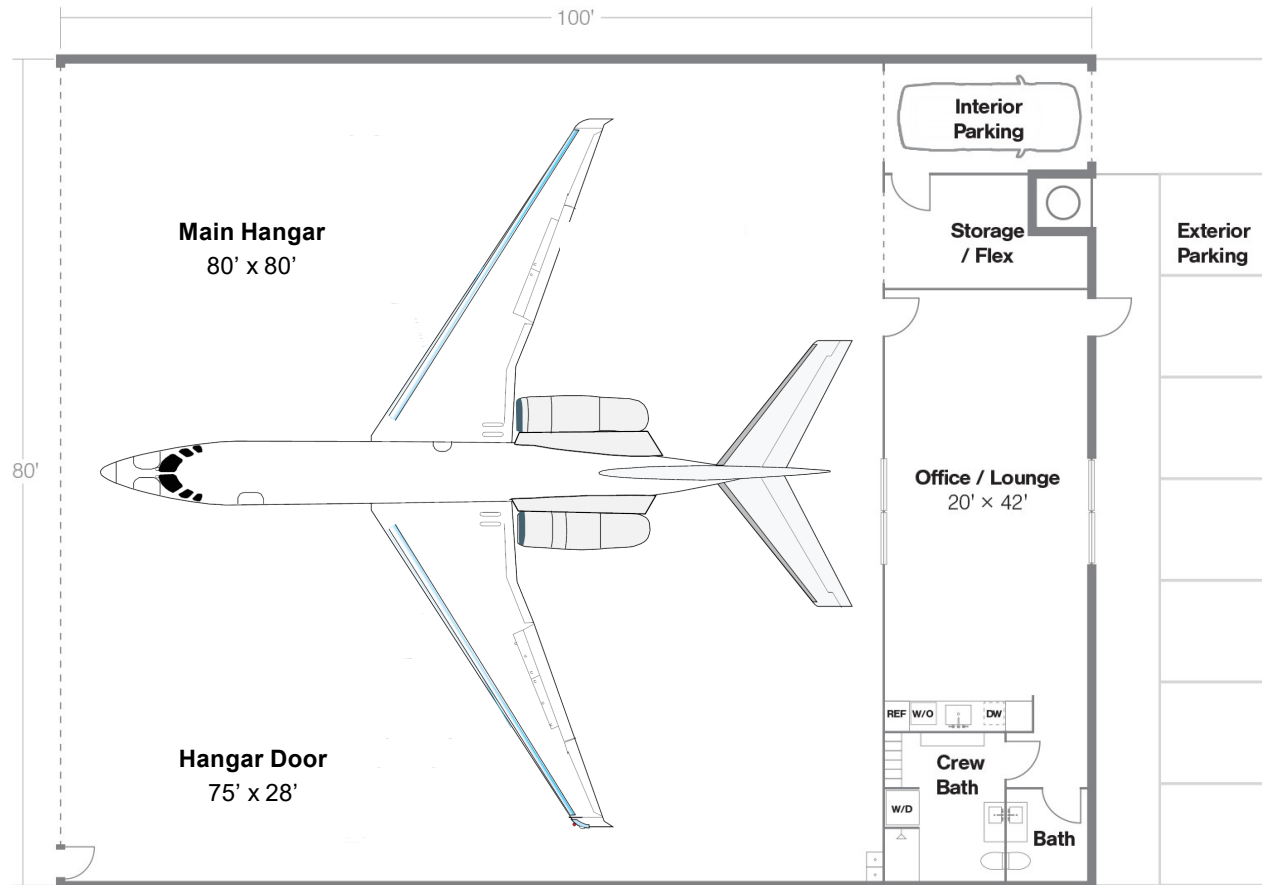 100'
Interior
Parking
Main Hangar
80’ x 80’
Storage
/ Flex
Exterior
Parking
80'
Office / Lounge
20' × 42'
REF
W/O
DW
Hangar Door
75’ x 28’
Crew
Bath
W/D
Bath